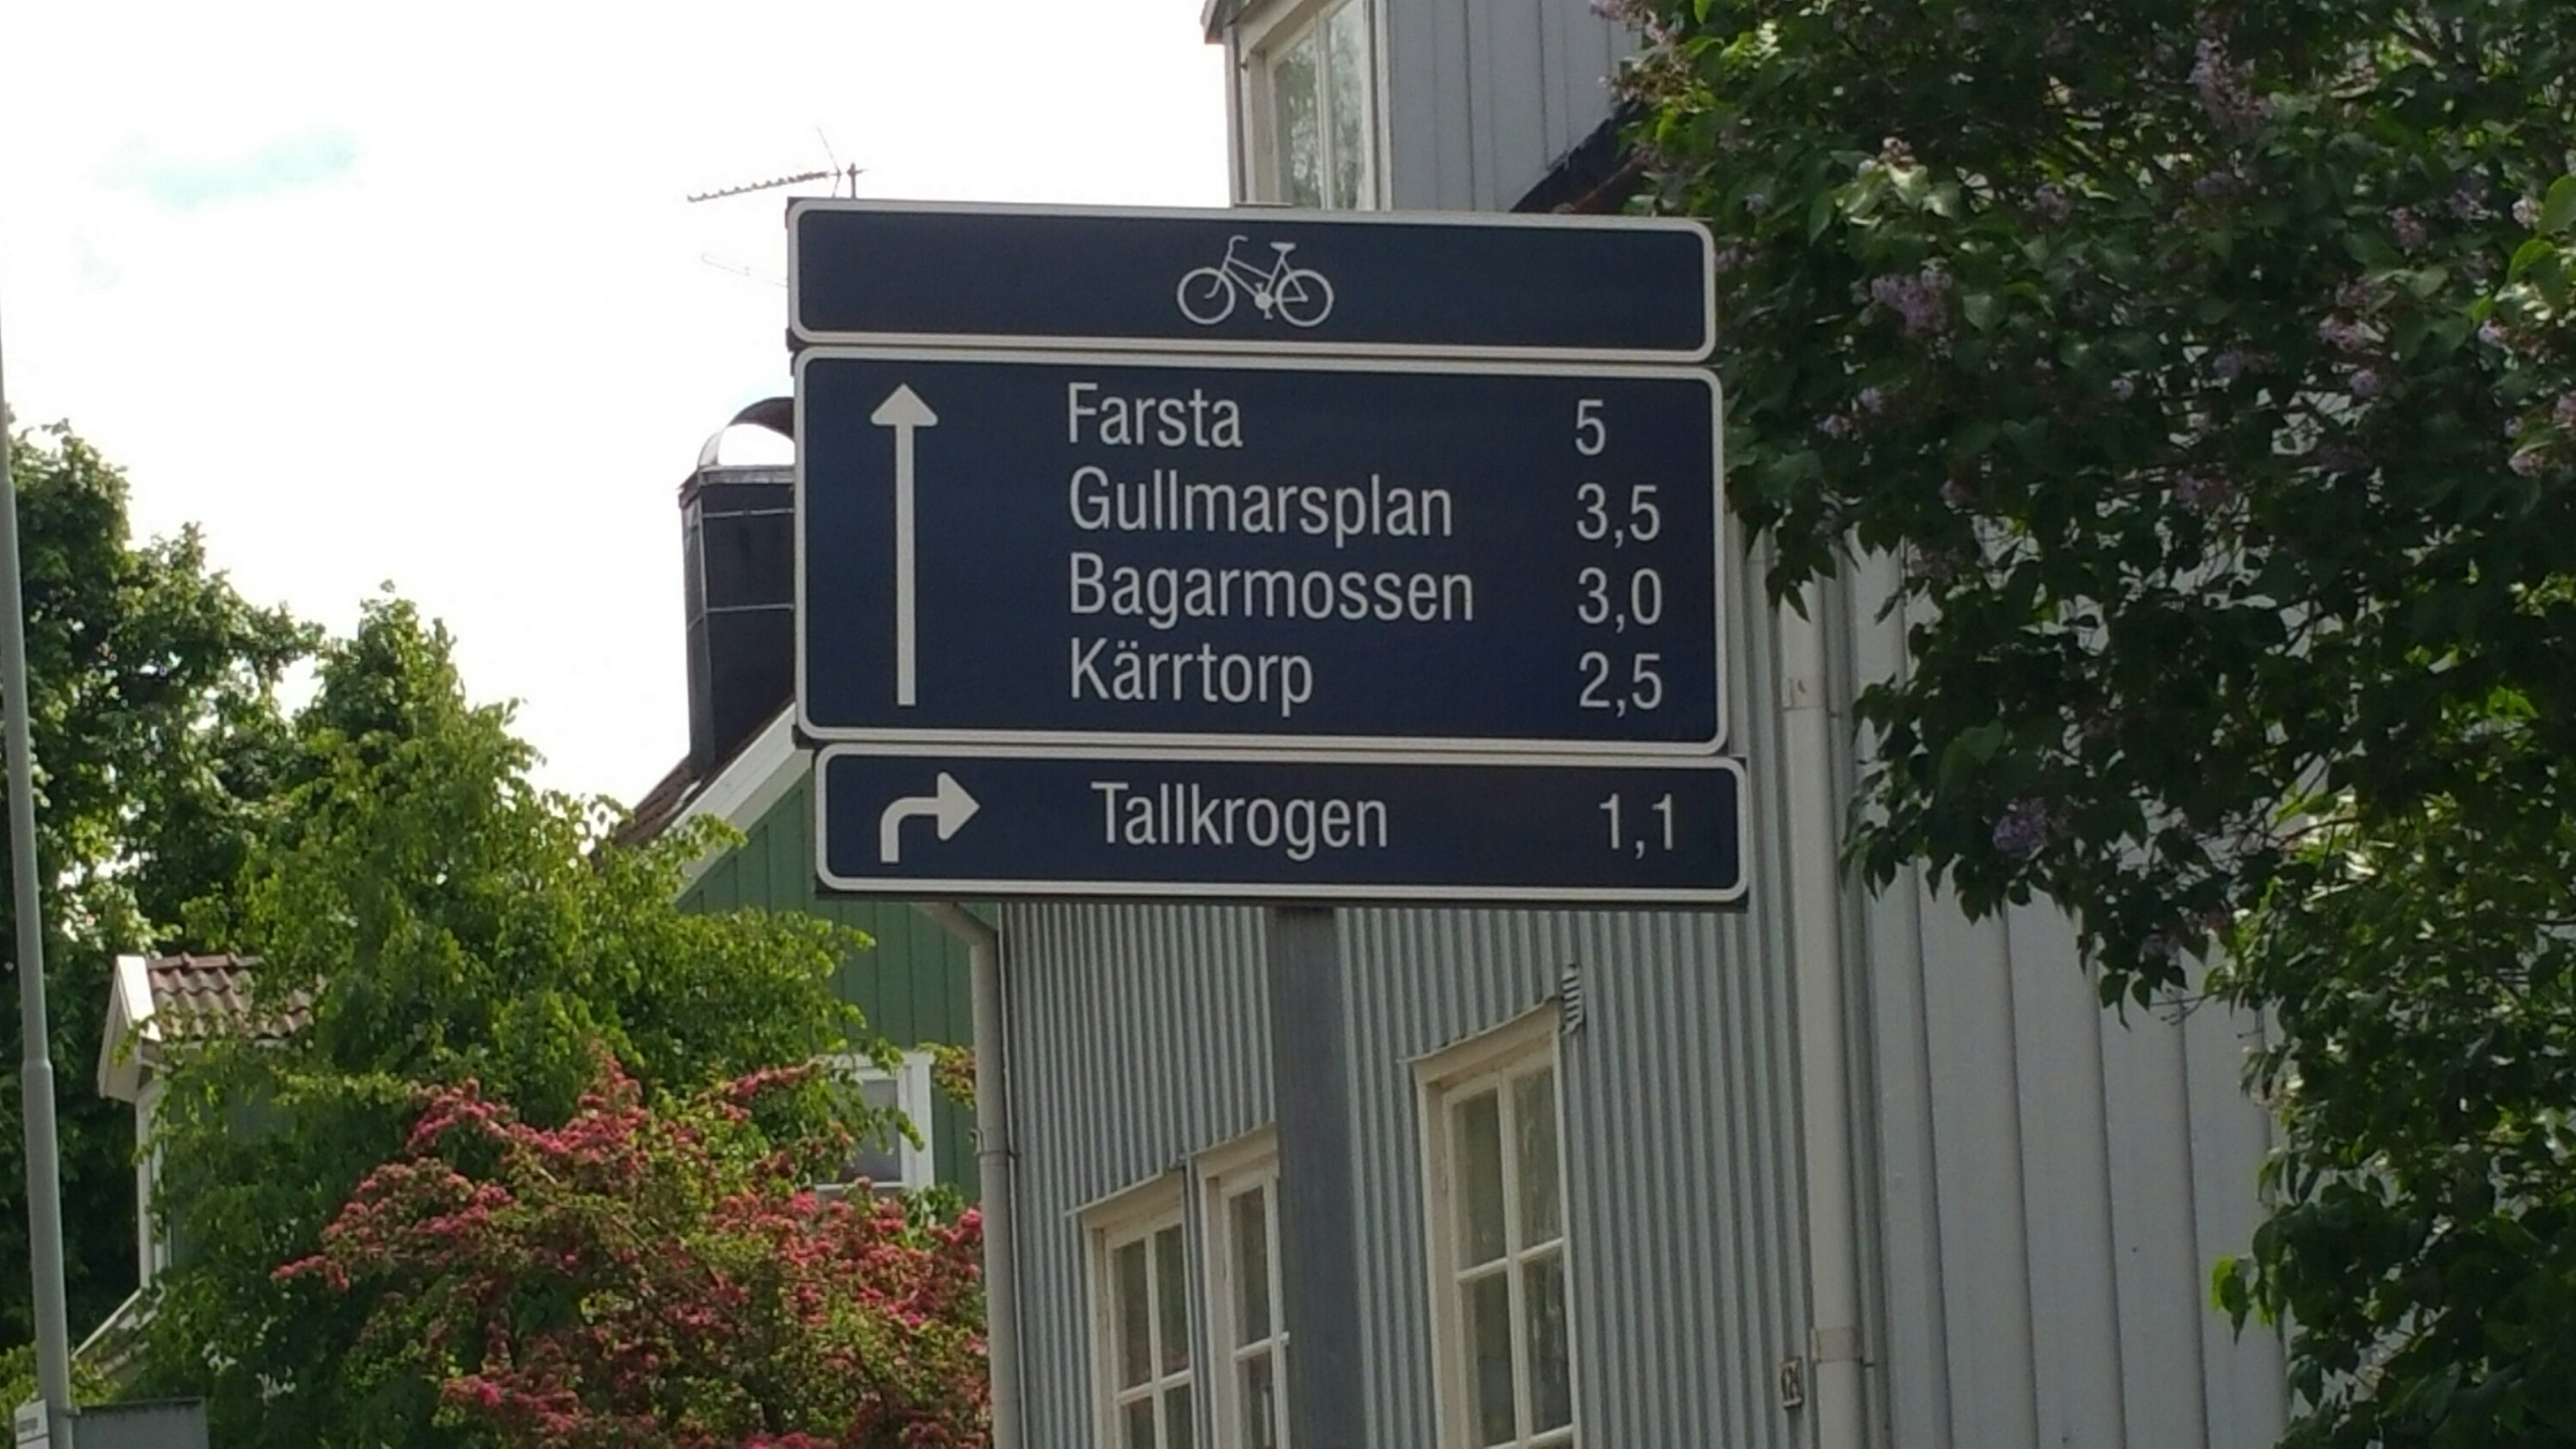 Farsta 5
Gullmarsplan 3,5
Bagarmossen 3,0
Kärrtorp 2,5
Tallkrogen 1,1